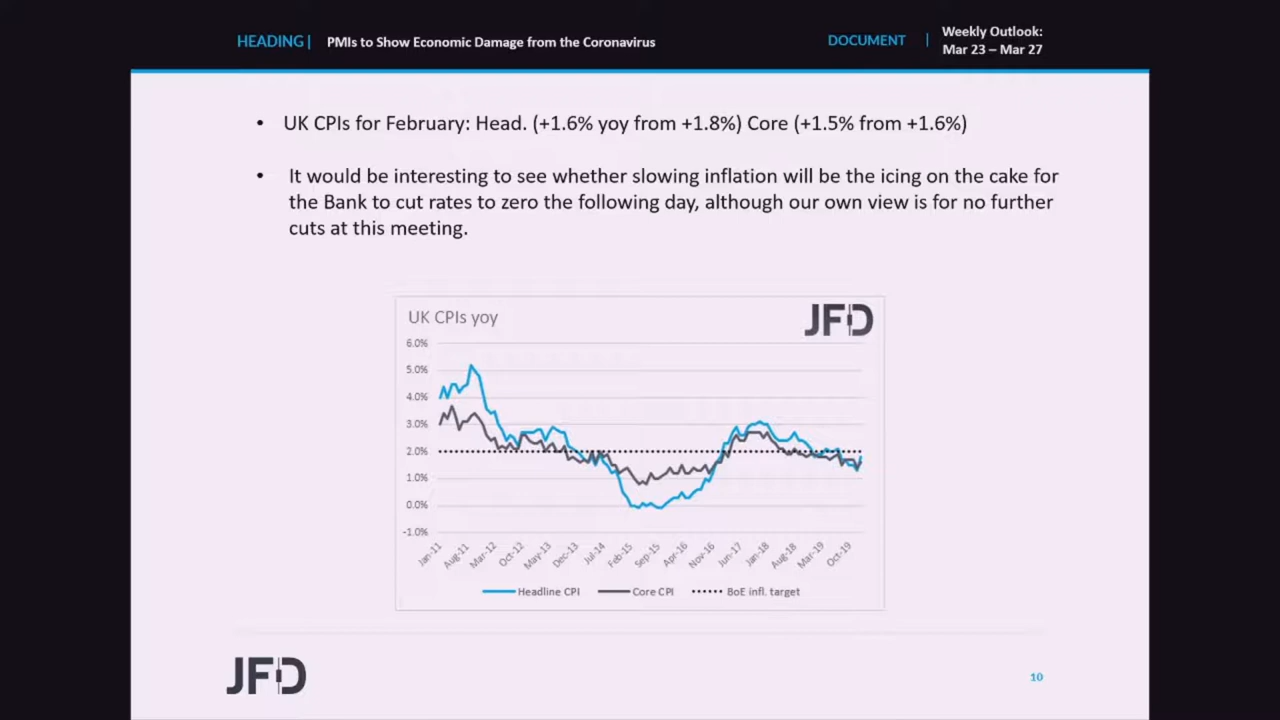 HEADING| PMIs to Show Economic Damage from the Coronavirus
DOCUMENT | Weekly Outlook:
Mar 23 – Mar 27
• UK CPIs for February: Head. (+1.6% yoy from +1.8%) Core (+1.5% from +1.6%)
• It would be interesting to see whether slowing inflation will be the icing on the cake for
the Bank to cut rates to zero the following day, although our own view is for no further
cuts at this meeting.
UK CPIs yoy
JFD
6.0%
5.0%
4.0%
3.0%
2.0%
1.0%
0.0%
-1.0%
Jan-11
Aug-11
Mar-12
Oct-12
May-13
Dec-13
Jul-14
Feb-15
Sep-15
Apr-16
Nov-16
Jun-17
Jan-18
Aug-18
Mar-19
Oct-19
Headline CPI
Core CPI
BoE infl. target
JFD
10